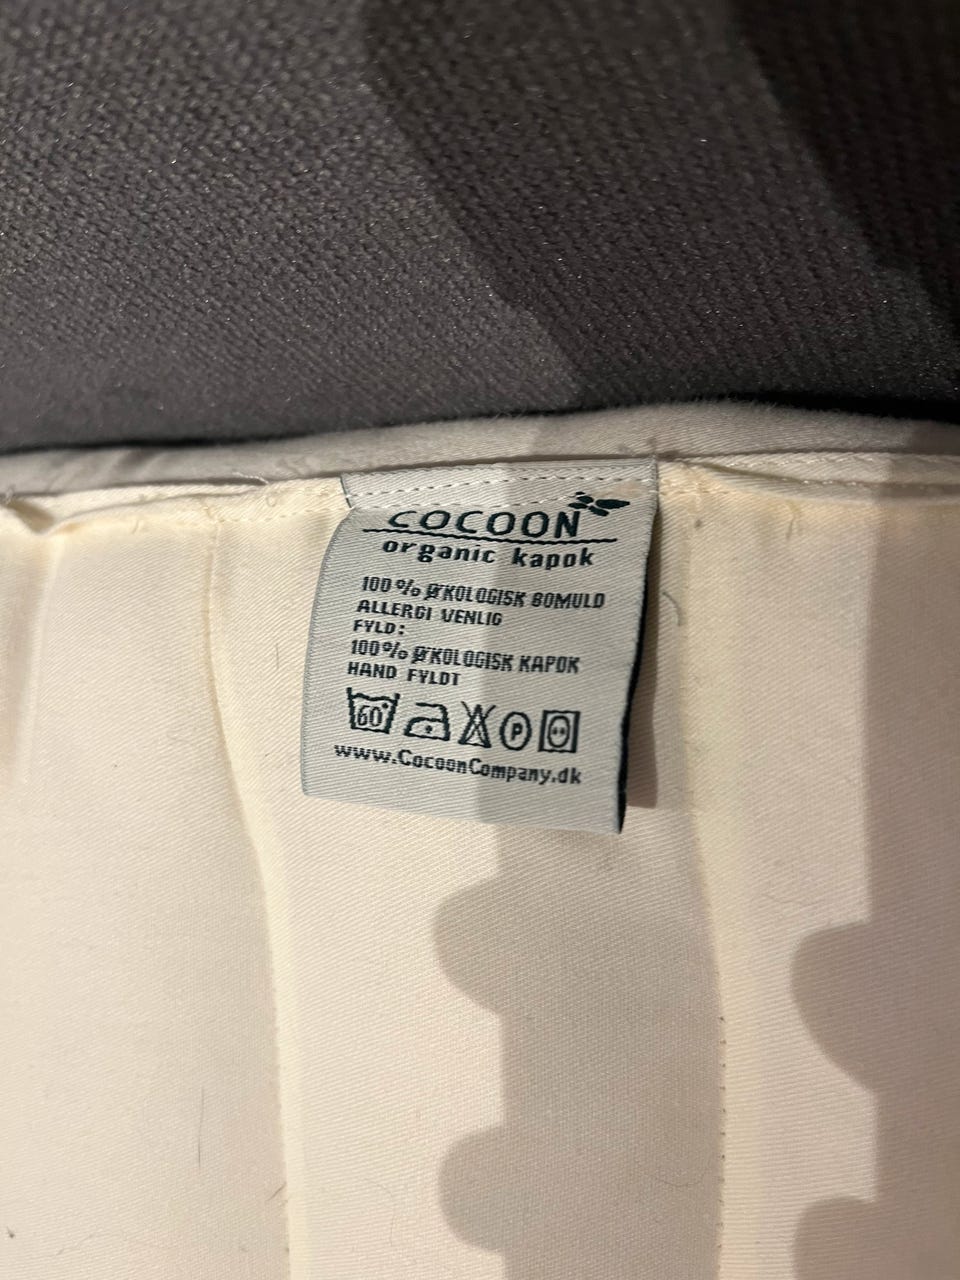 COCOON
organic kapok
100% ØKOLOGISK BOMULD
ALLERGI VENLIG
FYLD:
100% ØKOLOGISK KAPOK
HAND FYLDT
60° P
www.CocoonCompany.dk